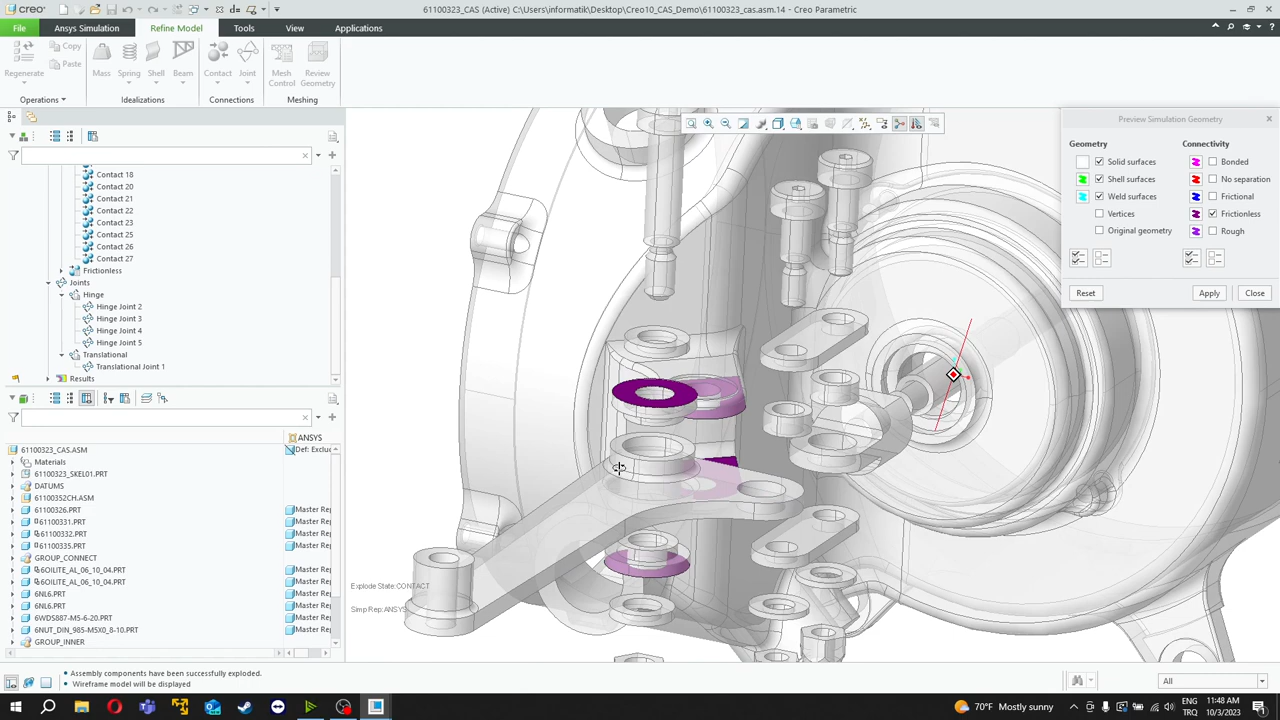 creo
61100323_CAS (Active) C:\Users\informatik\Desktop\Creo10_CAS_Demo\61100323_cas.asm.14 - Creo Parametric
File
Ansys Simulation
Refine Model
Tools
View
Applications
Regenerate
Copy
Paste
Mass
Spring
Shell
Beam
Contact
Joint
Mesh Control
Review Geometry
Operations
Idealizations
Connections
Meshing
Contact 18
Contact 20
Contact 21
Contact 22
Contact 23
Contact 25
Contact 26
Contact 27
Frictionless
Joints
Hinge
Hinge Joint 2
Hinge Joint 3
Hinge Joint 4
Hinge Joint 5
Translational
Translational Joint 1
Results
ANSYS
61100323_CAS.ASM
Def: Exclu
Materials
61100323_SKEL01.PRT
DATUMS
61100352CH.ASM
61100326.PRT
Master Rep
61100331.PRT
Master Rep
61100332.PRT
Master Rep
61100335.PRT
Master Rep
GROUP_CONNECT
6OILITE_AL_06_10_04.PRT
Master Rep
6OILITE_AL_06_10_04.PRT
Master Rep
6NL6.PRT
Master Rep
6NL6.PRT
Master Rep
6WDS887-M5-6-20.PRT
Master Rep
6NUT_DIN_985-M5X0_8-10.PRT
Master Rep
GROUP_INNER
Explode State:CONTACT
Simp Rep:ANSYS
Preview Simulation Geometry
Geometry
Connectivity
Solid surfaces
Bonded
Shell surfaces
No separation
Weld surfaces
Frictional
Vertices
Frictionless
Original geometry
Rough
Reset
Apply
Close
• Assembly components have been successfully exploded.
• Wireframe model will be displayed
All
70°F Mostly sunny
TRQ
11:48 AM
10/3/2023